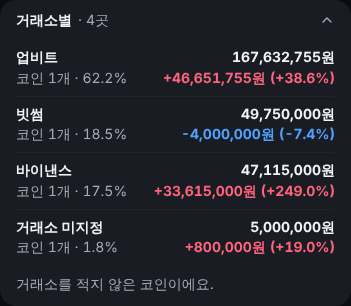 거래소별 · 4곳
업비트 167,632,755원
코인 1개 · 62.2% +46,651,755원 (+38.6%)
빗썸 49,750,000원
코인 1개 · 18.5% -4,000,000원 (-7.4%)
바이낸스 47,115,000원
코인 1개 · 17.5% +33,615,000원 (+249.0%)
거래소 미지정 5,000,000원
코인 1개 · 1.8% +800,000원 (+19.0%)
거래소를 적지 않은 코인이에요.